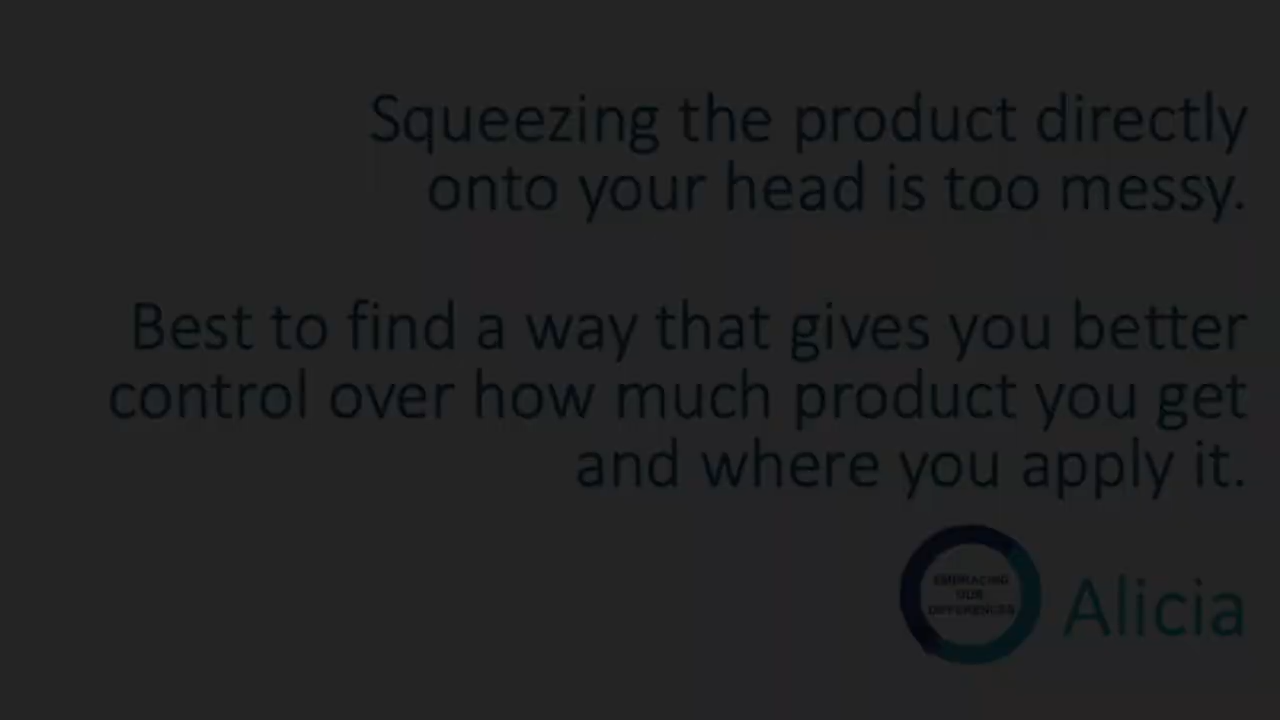 Squeezing the product directly
onto your head is too messy.
Best to find a way that gives you better
control over how much product you get
and where you apply it.
EMBRACING
OUR
DIFFERENCES
Alicia